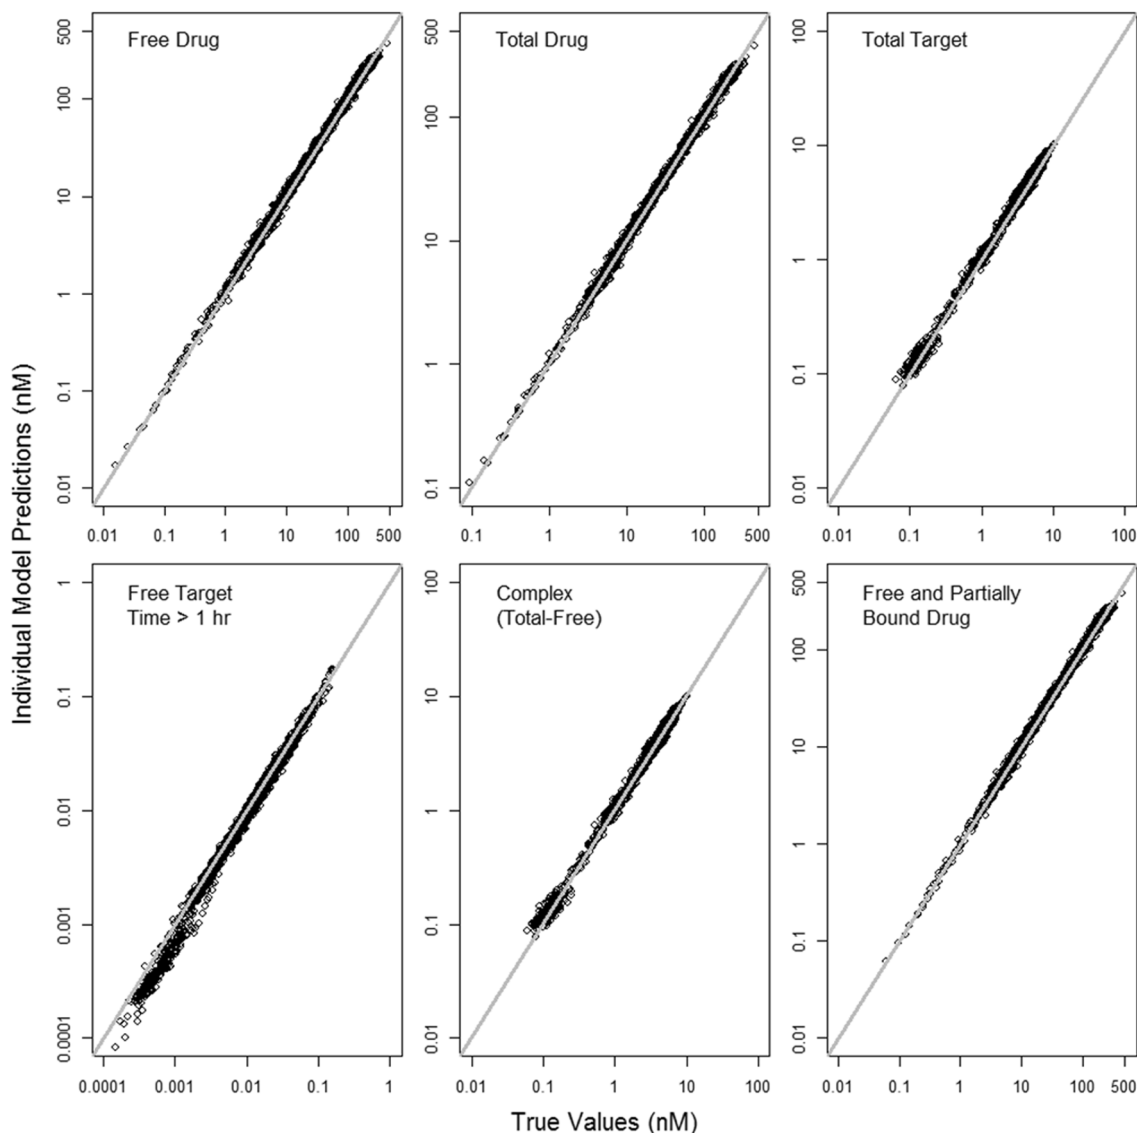 Individual Model Predictions (nM)
Free Drug
500
100
10
1
0.1
0.01
0.01 0.1 1 10 100 500
Total Drug
500
100
10
1
0.1
0.1 1 10 100 500
Total Target
100
10
1
0.1
0.01
0.01 0.1 1 10 100
Free Target
Time > 1 hr
1
0.1
0.01
0.001
0.0001
0.0001 0.001 0.01 0.1 1
Complex
(Total-Free)
100
10
1
0.1
0.01
0.01 0.1 1 10 100
Free and Partially
Bound Drug
500
100
10
1
0.1
0.01
0.01 0.1 1 10 100 500
True Values (nM)